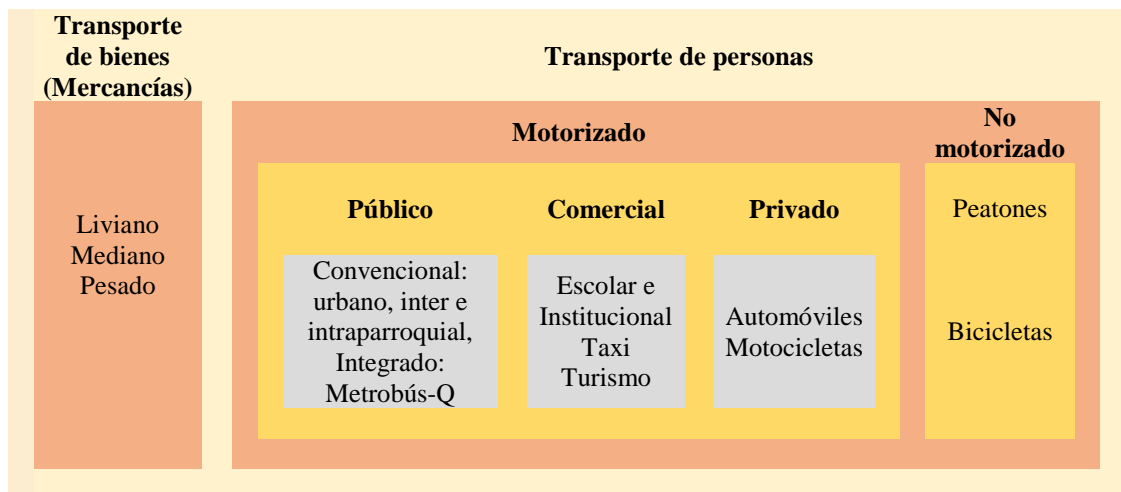 Transporte
de bienes
(Mercancías)
Transporte de personas
Liviano
Mediano
Pesado
Motorizado
No
motorizado
Público
Comercial
Privado
Convencional:
urbano, inter e
intraparroquial,
Integrado:
Metrobús-Q
Escolar e
Institucional
Taxi
Turismo
Automóviles
Motocicletas
Peatones
Bicicletas